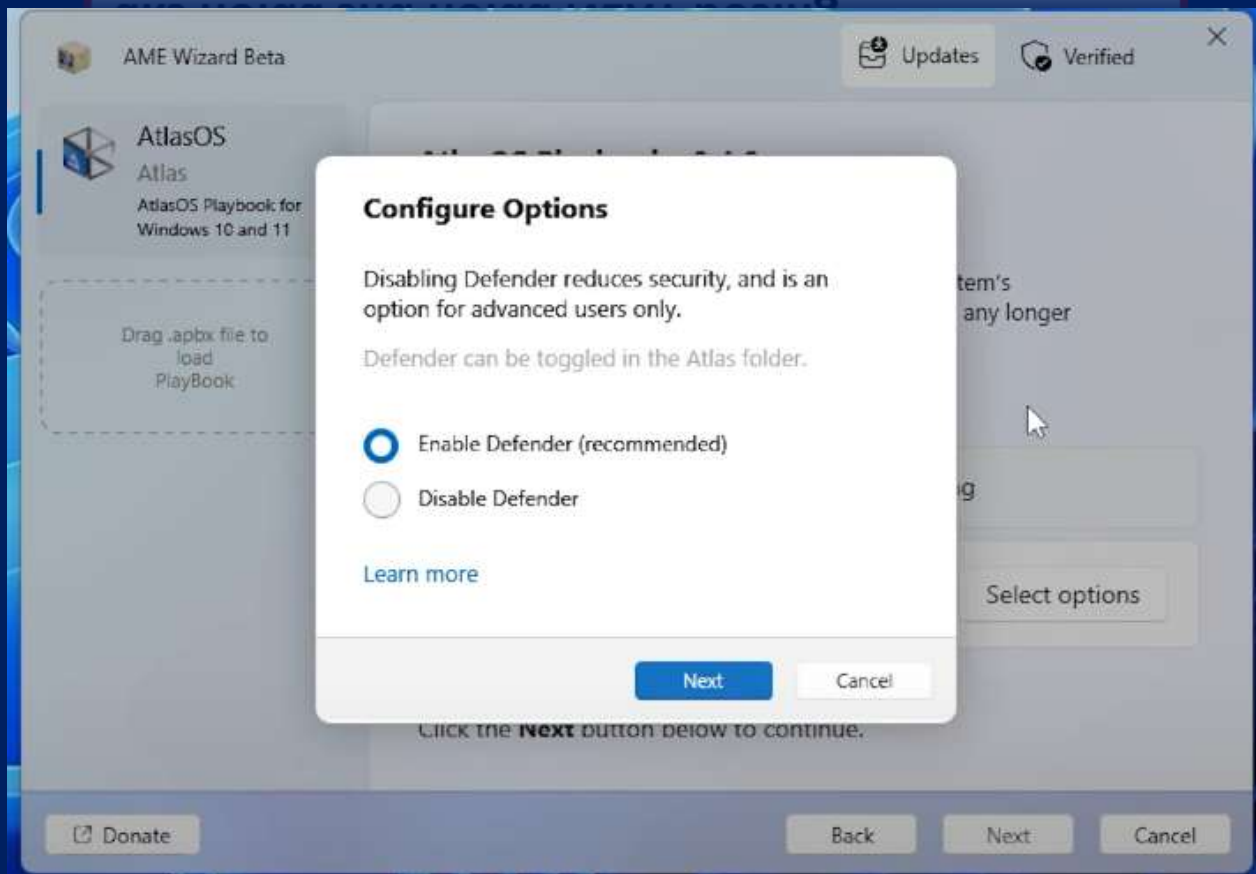 AME Wizard Beta
Updates
Verified
AtlasOS
Atlas
AtlasOS Playbook for
Windows 10 and 11
Drag .apbx file to
load
PlayBook
Configure Options
Disabling Defender reduces security, and is an
option for advanced users only.
Defender can be toggled in the Atlas folder.
Enable Defender (recommended)
Disable Defender
Learn more
Next
Cancel
tem's
any longer
Select options
Click the Next button below to continue.
Donate
Back
Next
Cancel